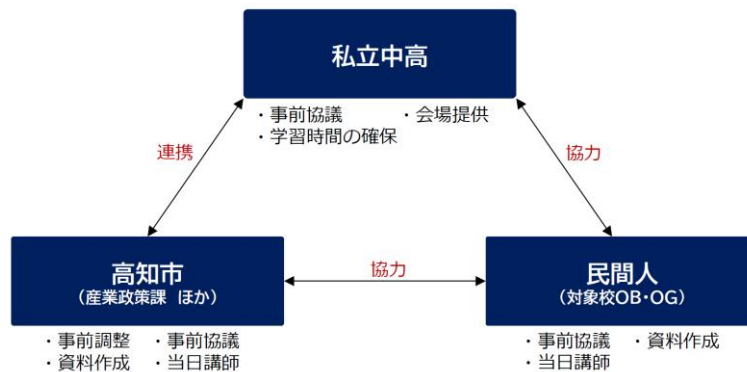 私立中高
・事前協議 ・会場提供
・学習時間の確保
連携
協力
高知市
（産業政策課 ほか）
協力
民間人
（対象校OB・OG）
・事前調整 ・事前協議
・資料作成 ・当日講師
・事前協議 ・資料作成
・当日講師